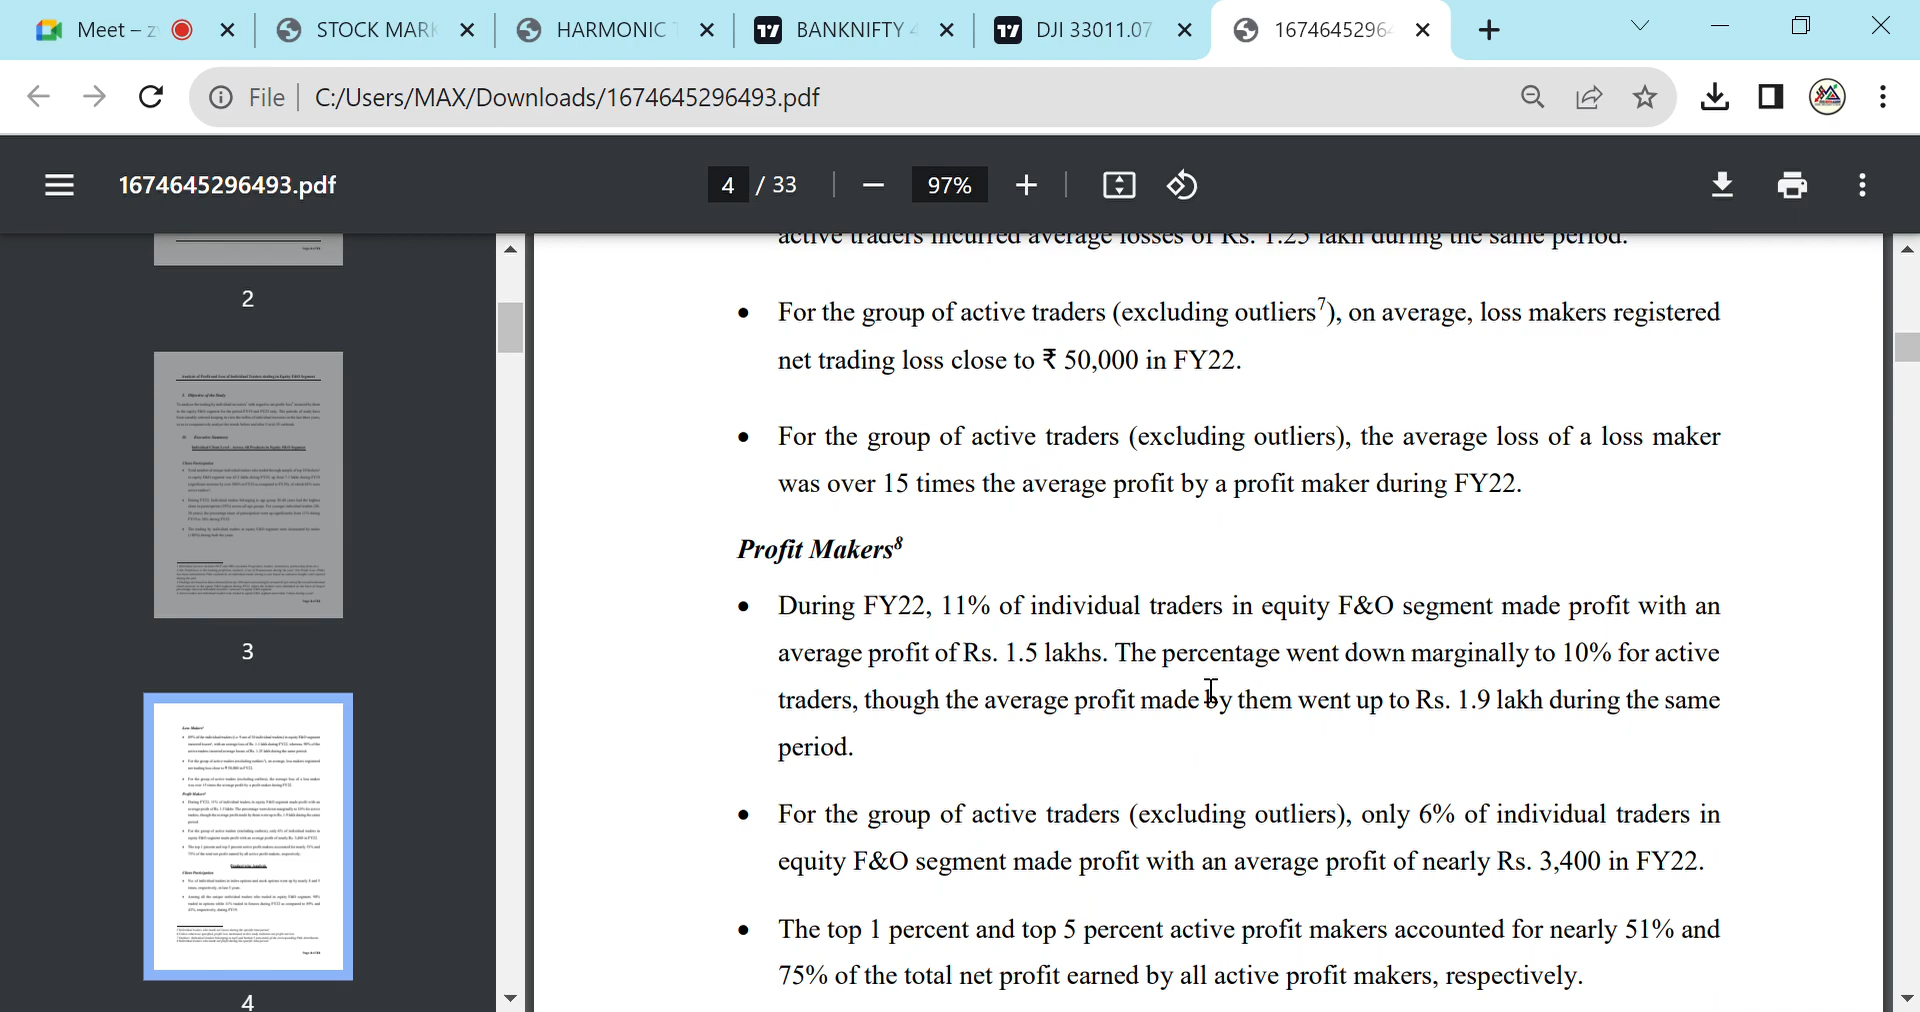 Meet – z
STOCK MARK
HARMONIC T
BANKNIFTY 4
DJI 33011.07
1674645296
File
C:/Users/MAX/Downloads/1674645296493.pdf
1674645296493.pdf
4 / 33
97%
2
3
4
active traders incurred average losses of Rs. 1.25 lakh during the same period.
• For the group of active traders (excluding outliers⁷), on average, loss makers registered
net trading loss close to ₹ 50,000 in FY22.
• For the group of active traders (excluding outliers), the average loss of a loss maker
was over 15 times the average profit by a profit maker during FY22.
Profit Makers⁸
• During FY22, 11% of individual traders in equity F&O segment made profit with an
average profit of Rs. 1.5 lakhs. The percentage went down marginally to 10% for active
traders, though the average profit made by them went up to Rs. 1.9 lakh during the same
period.
• For the group of active traders (excluding outliers), only 6% of individual traders in
equity F&O segment made profit with an average profit of nearly Rs. 3,400 in FY22.
• The top 1 percent and top 5 percent active profit makers accounted for nearly 51% and
75% of the total net profit earned by all active profit makers, respectively.